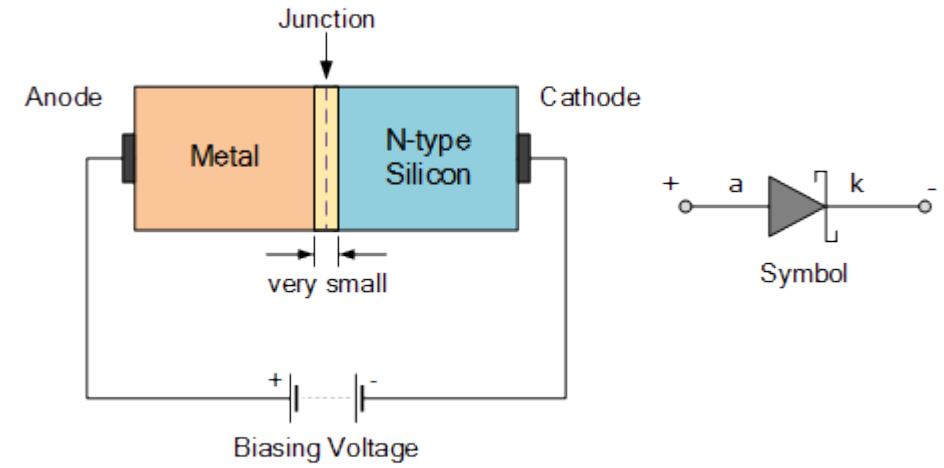 Junction
Anode
Cathode
Metal
N-type
Silicon
very small
+ -
Biasing Voltage
+ a k -
Symbol